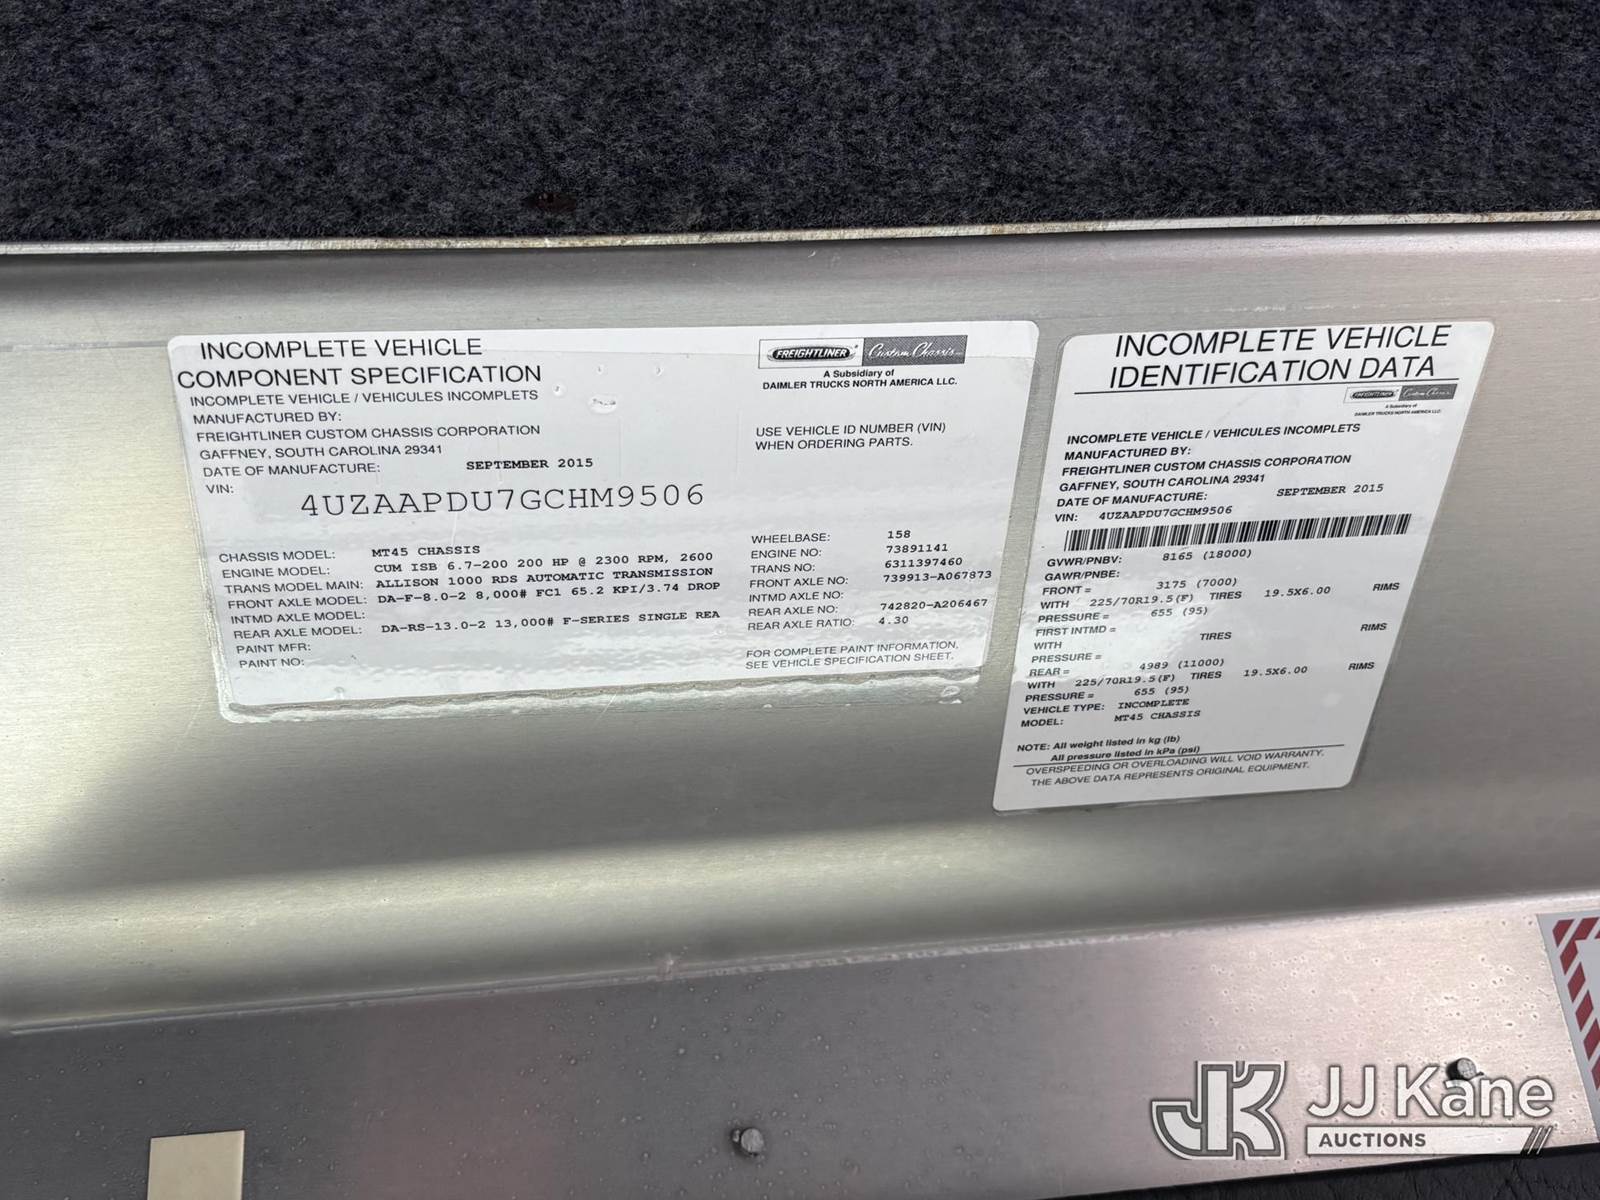 INCOMPLETE VEHICLE
COMPONENT SPECIFICATION
INCOMPLETE VEHICLE / VEHICULES INCOMPLETS
MANUFACTURED BY:
FREIGHTLINER CUSTOM CHASSIS CORPORATION
GAFFNEY, SOUTH CAROLINA 29341
DATE OF MANUFACTURE: SEPTEMBER 2015
VIN: 4UZAAPDU7GCHM9506
FREIGHTLINER Custom Chassis
A Subsidiary of
DAIMLER TRUCKS NORTH AMERICA LLC.
USE VEHICLE ID NUMBER (VIN)
WHEN ORDERING PARTS.
CHASSIS MODEL: MT45 CHASSIS
ENGINE MODEL: CUM ISB 6.7-200 200 HP @ 2300 RPM, 2600
TRANS MODEL MAIN: ALLISON 1000 RDS AUTOMATIC TRANSMISSION
FRONT AXLE MODEL: DA-F-8.0-2 8,000# FC1 65.2 KPI/3.74 DROP
INTMD AXLE MODEL:
REAR AXLE MODEL: DA-RS-13.0-2 13,000# F-SERIES SINGLE REA
PAINT MFR:
PAINT NO:
WHEELBASE: 158
ENGINE NO: 73891141
TRANS NO: 6311397460
FRONT AXLE NO: 739913-A067873
INTMD AXLE NO:
REAR AXLE NO: 742820-A206467
REAR AXLE RATIO: 4.30
FOR COMPLETE PAINT INFORMATION,
SEE VEHICLE SPECIFICATION SHEET.
INCOMPLETE VEHICLE
IDENTIFICATION DATA
FREIGHTLINER Custom Chassis
A Subsidiary of
DAIMLER TRUCKS NORTH AMERICA LLC.
INCOMPLETE VEHICLE / VEHICULES INCOMPLETS
MANUFACTURED BY:
FREIGHTLINER CUSTOM CHASSIS CORPORATION
GAFFNEY, SOUTH CAROLINA 29341
DATE OF MANUFACTURE: SEPTEMBER 2015
VIN: 4UZAAPDU7GCHM9506
GVWR/PNBV: 8165 (18000)
GAWR/PNBE:
FRONT = 3175 (7000)
WITH 225/70R19.5(F) TIRES 19.5X6.00 RIMS
PRESSURE = 655 (95)
FIRST INTMD =
WITH TIRES RIMS
PRESSURE =
REAR = 4989 (11000)
WITH 225/70R19.5(F) TIRES 19.5X6.00 RIMS
PRESSURE = 655 (95)
VEHICLE TYPE: INCOMPLETE
MODEL: MT45 CHASSIS
NOTE: All weight listed in kg (lb)
All pressure listed in kPa (psi)
OVERSPEEDING OR OVERLOADING WILL VOID WARRANTY.
THE ABOVE DATA REPRESENTS ORIGINAL EQUIPMENT.
JK JJ Kane
AUCTIONS